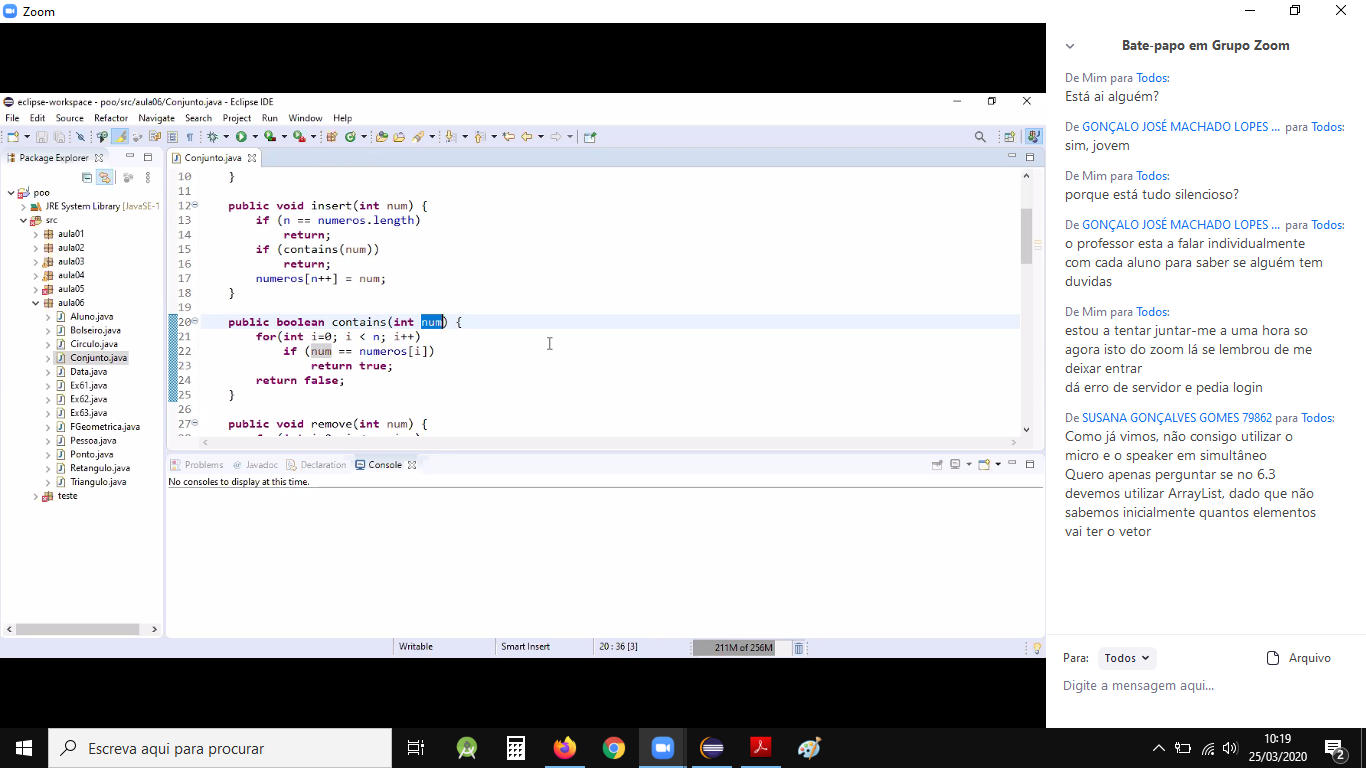 Zoom
eclipse-workspace - poo/src/aula06/Conjunto.java - Eclipse IDE
File Edit Source Refactor Navigate Search Project Run Window Help
Package Explorer
poo
JRE System Library [JavaSE-1
src
aula01
aula02
aula03
aula04
aula05
aula06
Aluno.java
Bolseiro.java
Circulo.java
Conjunto.java
Data.java
Ex61.java
Ex62.java
Ex63.java
FGeometrica.java
Pessoa.java
Ponto.java
Retangulo.java
Triangulo.java
teste
Conjunto.java
10 }
11
12 public void insert(int num) {
13 if (n == numeros.length)
14 return;
15 if (contains(num))
16 return;
17 numeros[n++] = num;
18 }
19
20 public boolean contains(int num) {
21 for(int i=0; i < n; i++)
22 if (num == numeros[i])
23 return true;
24 return false;
25 }
26
27 public void remove(int num) {
Problems Javadoc Declaration Console
No consoles to display at this time.
Writable Smart Insert 20 : 36 [3] 211M of 256M
Bate-papo em Grupo Zoom
De Mim para Todos:
Está ai alguém?
De GONÇALO JOSÉ MACHADO LOPES ... para Todos:
sim, jovem
De Mim para Todos:
porque está tudo silencioso?
De GONÇALO JOSÉ MACHADO LOPES ... para Todos:
o professor esta a falar individualmente
com cada aluno para saber se alguém tem
duvidas
De Mim para Todos:
estou a tentar juntar-me a uma hora so
agora isto do zoom lá se lembrou de me
deixar entrar
dá erro de servidor e pedia login
De SUSANA GONÇALVES GOMES 79862 para Todos:
Como já vimos, não consigo utilizar o
micro e o speaker em simultâneo
Quero apenas perguntar se no 6.3
devemos utilizar ArrayList, dado que não
sabemos inicialmente quantos elementos
vai ter o vetor
Para: Todos Arquivo
Digite a mensagem aqui...
Escreva aqui para procurar
10:19
25/03/2020
2